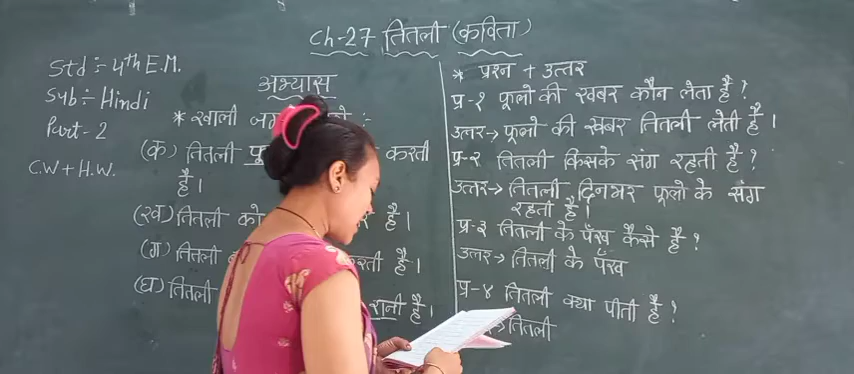 Ch-27 तितली (कविता)
Std :- 4th E.M.
Sub :- Hindi
Part - 2
C.W + H.W.
अभ्यास
* खाली
(क) तितली करती
है।
(ख) तितली को है।
(ग) तितली है।
(घ) तितली
रानी है।
* प्रश्न + उत्तर
प्र-१ फूलो की खबर कौन लेता है ?
उत्तर→ फूलो की खबर तितली लेती है ।
प्र-२ तितली किसके संग रहती है ?
उत्तर→ तितली दिनभर फूलो के संग
रहती है।
प्र-३ तितली के पँख कैसे है ?
उत्तर→ तितली के पँख
प्र-४ तितली क्या पीती है ?
तितली